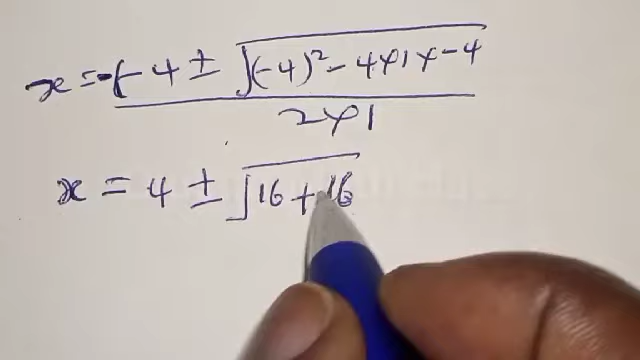 x = -(-4 ± √(-4)² - 4×1×-4
2×1
x = 4 ± √16 + 16